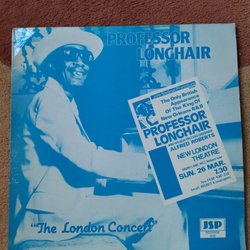 PROFESSOR
LONGHAIR
The Only British
Appearance
Of The King Of
New Orleans R&B
PROFESSOR
LONGHAIR
ALFRED ROBERTS
NEW LONDON
THEATRE
SUN. 26 MAR.
7.30
"The London Concert"
JSP